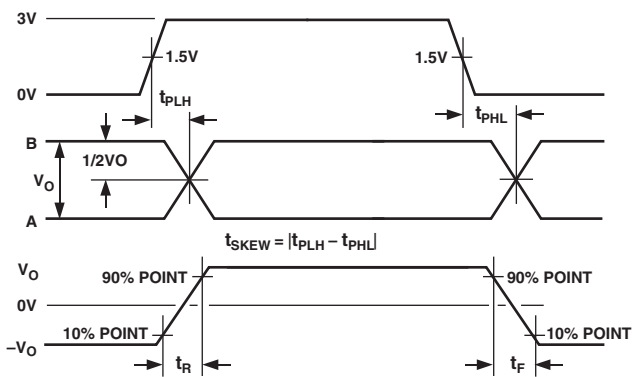 3V
1.5V
1.5V
0V
tPLH
tPHL
B
1/2VO
VO
A
tSKEW = |tPLH – tPHL|
VO
90% POINT
90% POINT
0V
10% POINT
10% POINT
–VO
tR
tF